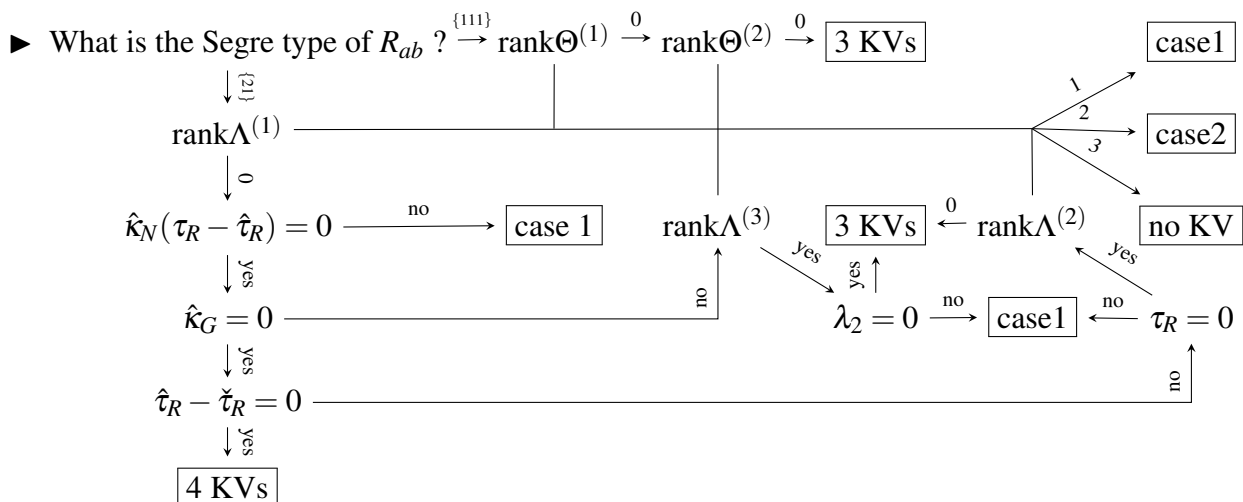 ► What is the Segre type of R_{ab} ? {111} rankΘ^{(1)} 0 rankΘ^{(2)} 0 3 KVs case1
{21} 1
rankΛ^{(1)} 2 case2
0 3
κ̂_N(τ_R − τ̂_R) = 0 no case 1 rankΛ^{(3)} 3 KVs 0 rankΛ^{(2)} no KV
yes yes yes yes
κ̂_G = 0 no λ_2 = 0 no case1 no τ_R = 0
yes
τ̂_R − τ̌_R = 0 no
yes
4 KVs